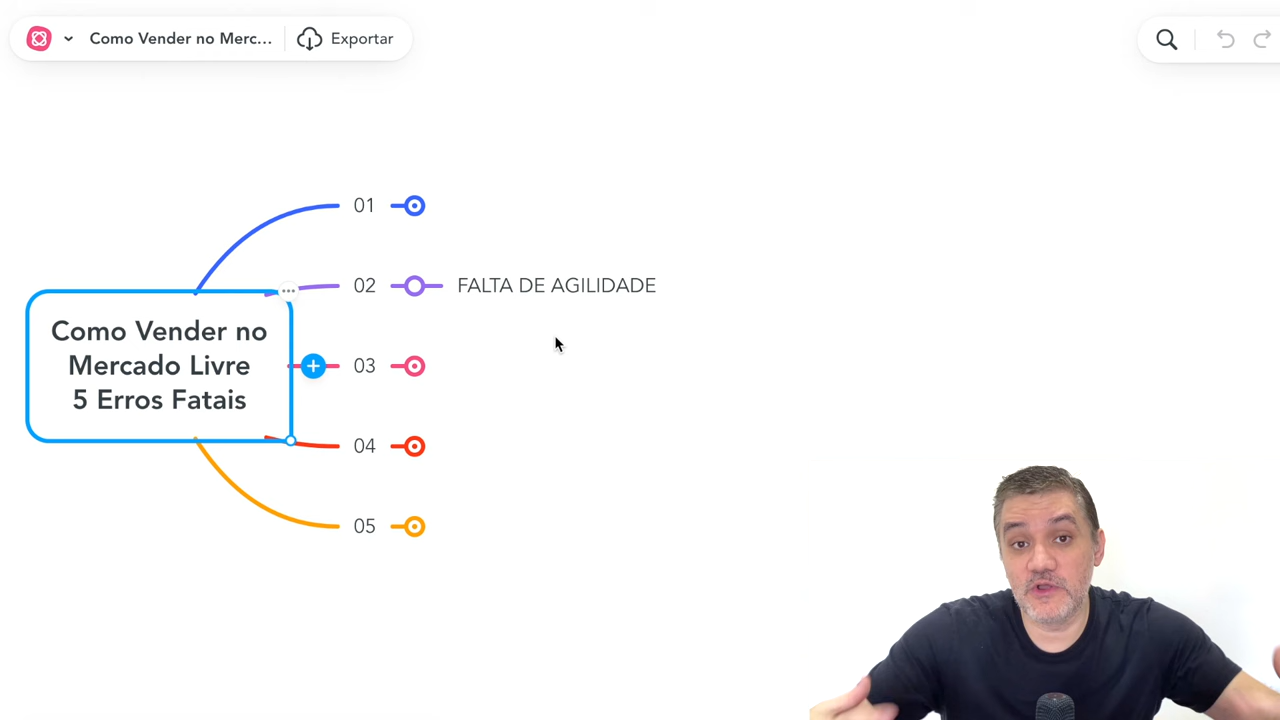 Como Vender no Merc...
Exportar
01
02
FALTA DE AGILIDADE
Como Vender no
Mercado Livre
5 Erros Fatais
03
04
05